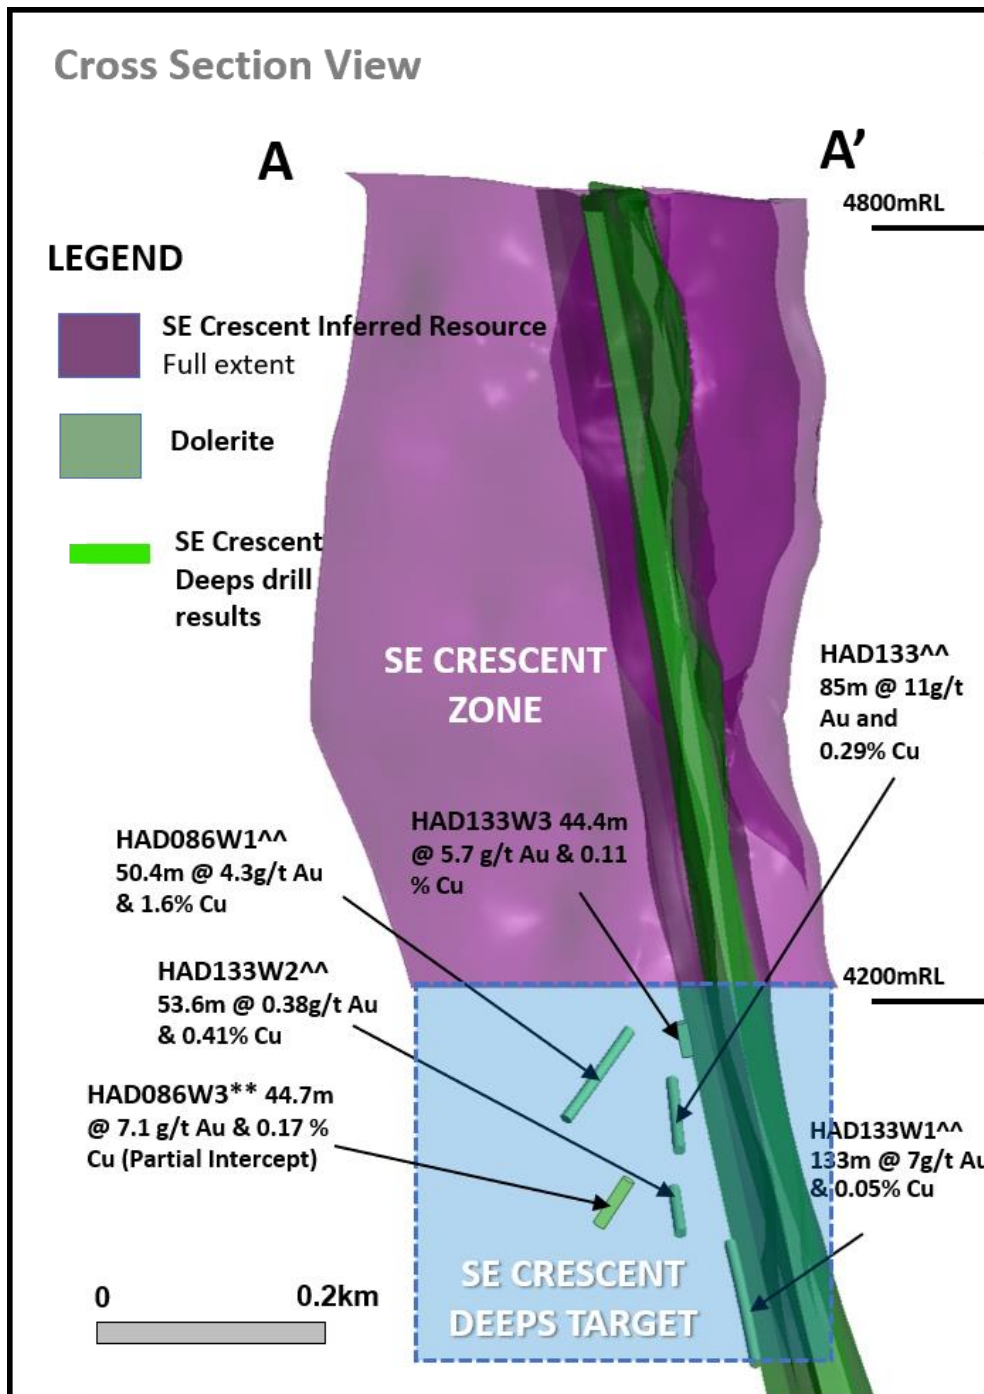 Cross Section View
A
A’
4800mRL
LEGEND
SE Crescent Inferred Resource
Full extent
Dolerite
SE Crescent
Deeps drill
results
SE CRESCENT
ZONE
HAD133^^
85m @ 11g/t
Au and
0.29% Cu
HAD133W3 44.4m
@ 5.7 g/t Au & 0.11
% Cu
HAD086W1^^
50.4m @ 4.3g/t Au
& 1.6% Cu
HAD133W2^^
53.6m @ 0.38g/t Au
& 0.41% Cu
4200mRL
HAD086W3** 44.7m
@ 7.1 g/t Au & 0.17 %
Cu (Partial Intercept)
HAD133W1^^
133m @ 7g/t Au
& 0.05% Cu
SE CRESCENT
DEEPS TARGET
0
0.2km